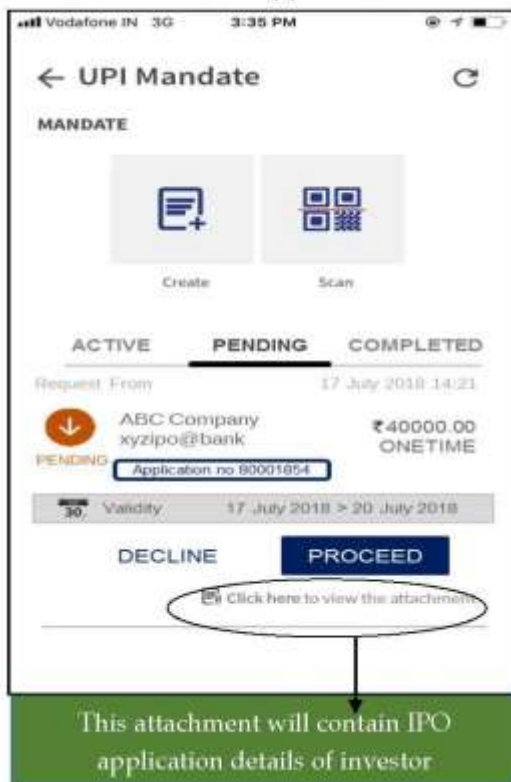 Vodafone IN 3G 3:35 PM
← UPI Mandate
MANDATE
Create Scan
ACTIVE PENDING COMPLETED
Request From 17 July 2018 14:21
ABC Company ₹40000.00
xyzipo@bank ONETIME
PENDING
Application no 80001854
30 Validity 17 July 2018 > 20 July 2018
DECLINE PROCEED
Click here to view the attachment
This attachment will contain IPO
application details of investor